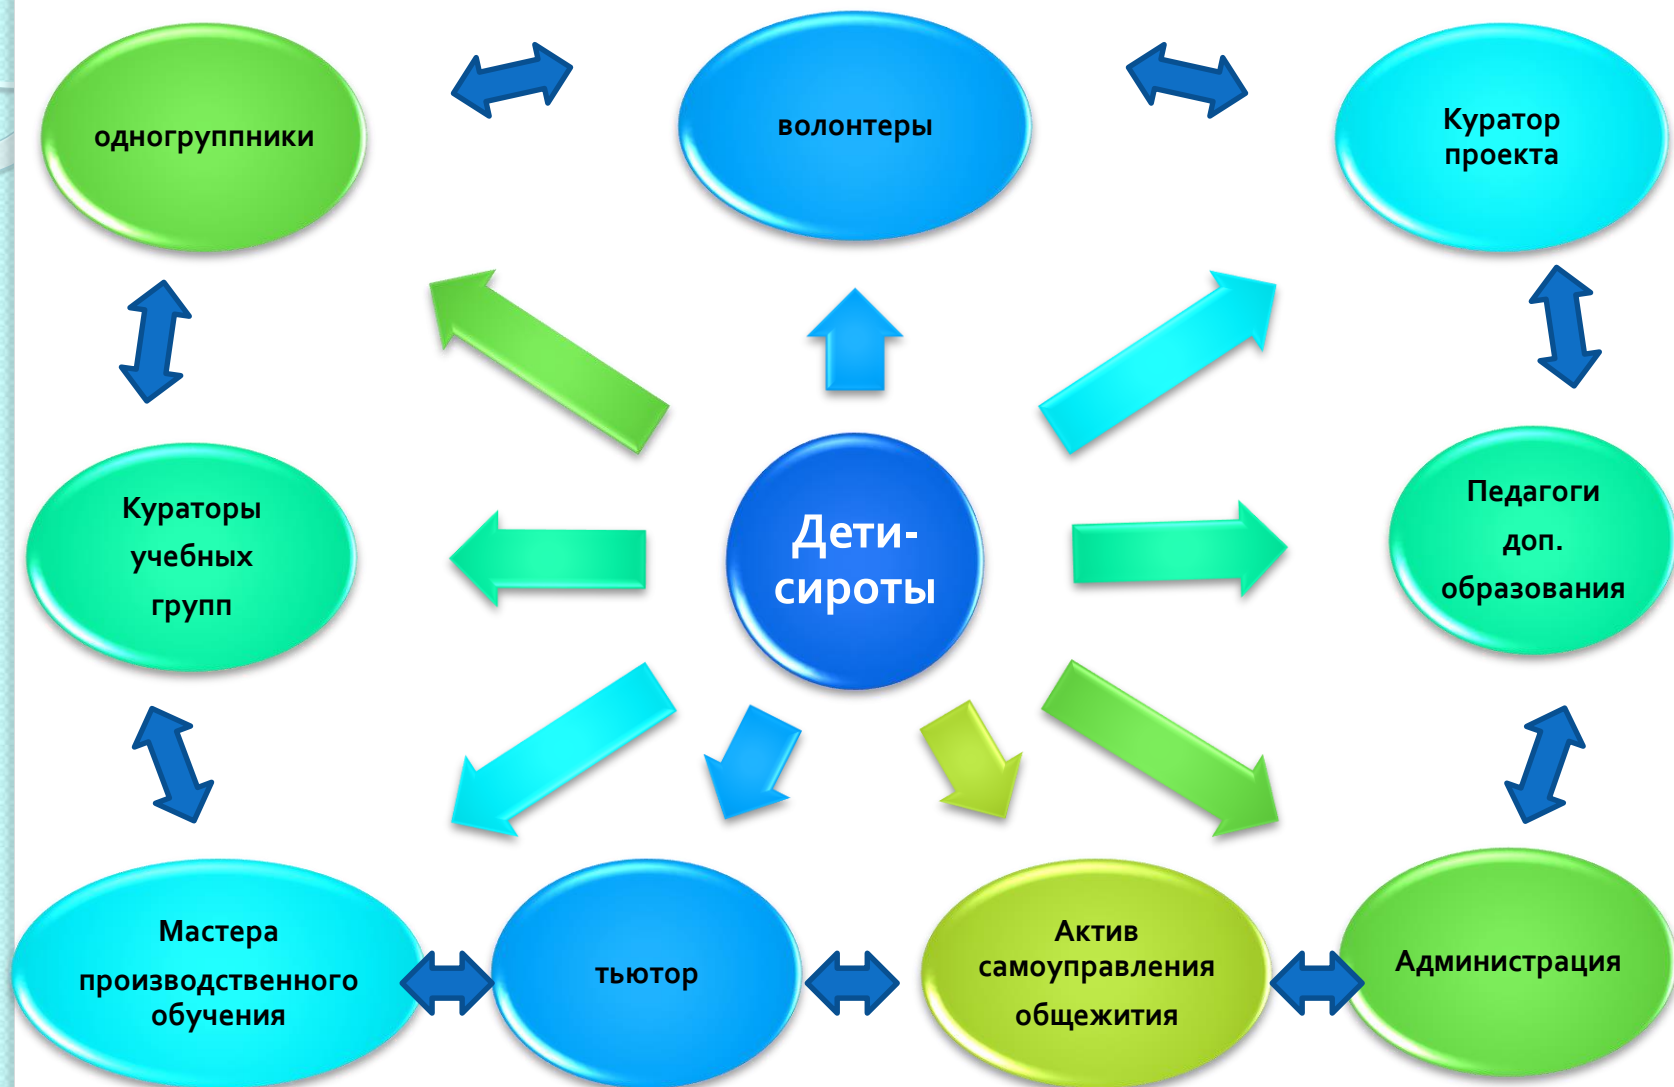 одногруппники
волонтеры
Куратор
проекта
Кураторы
учебных
групп
Дети-
сироты
Педагоги
доп.
образования
Мастера
производственного
обучения
тьютор
Актив
самоуправления
общежития
Администрация